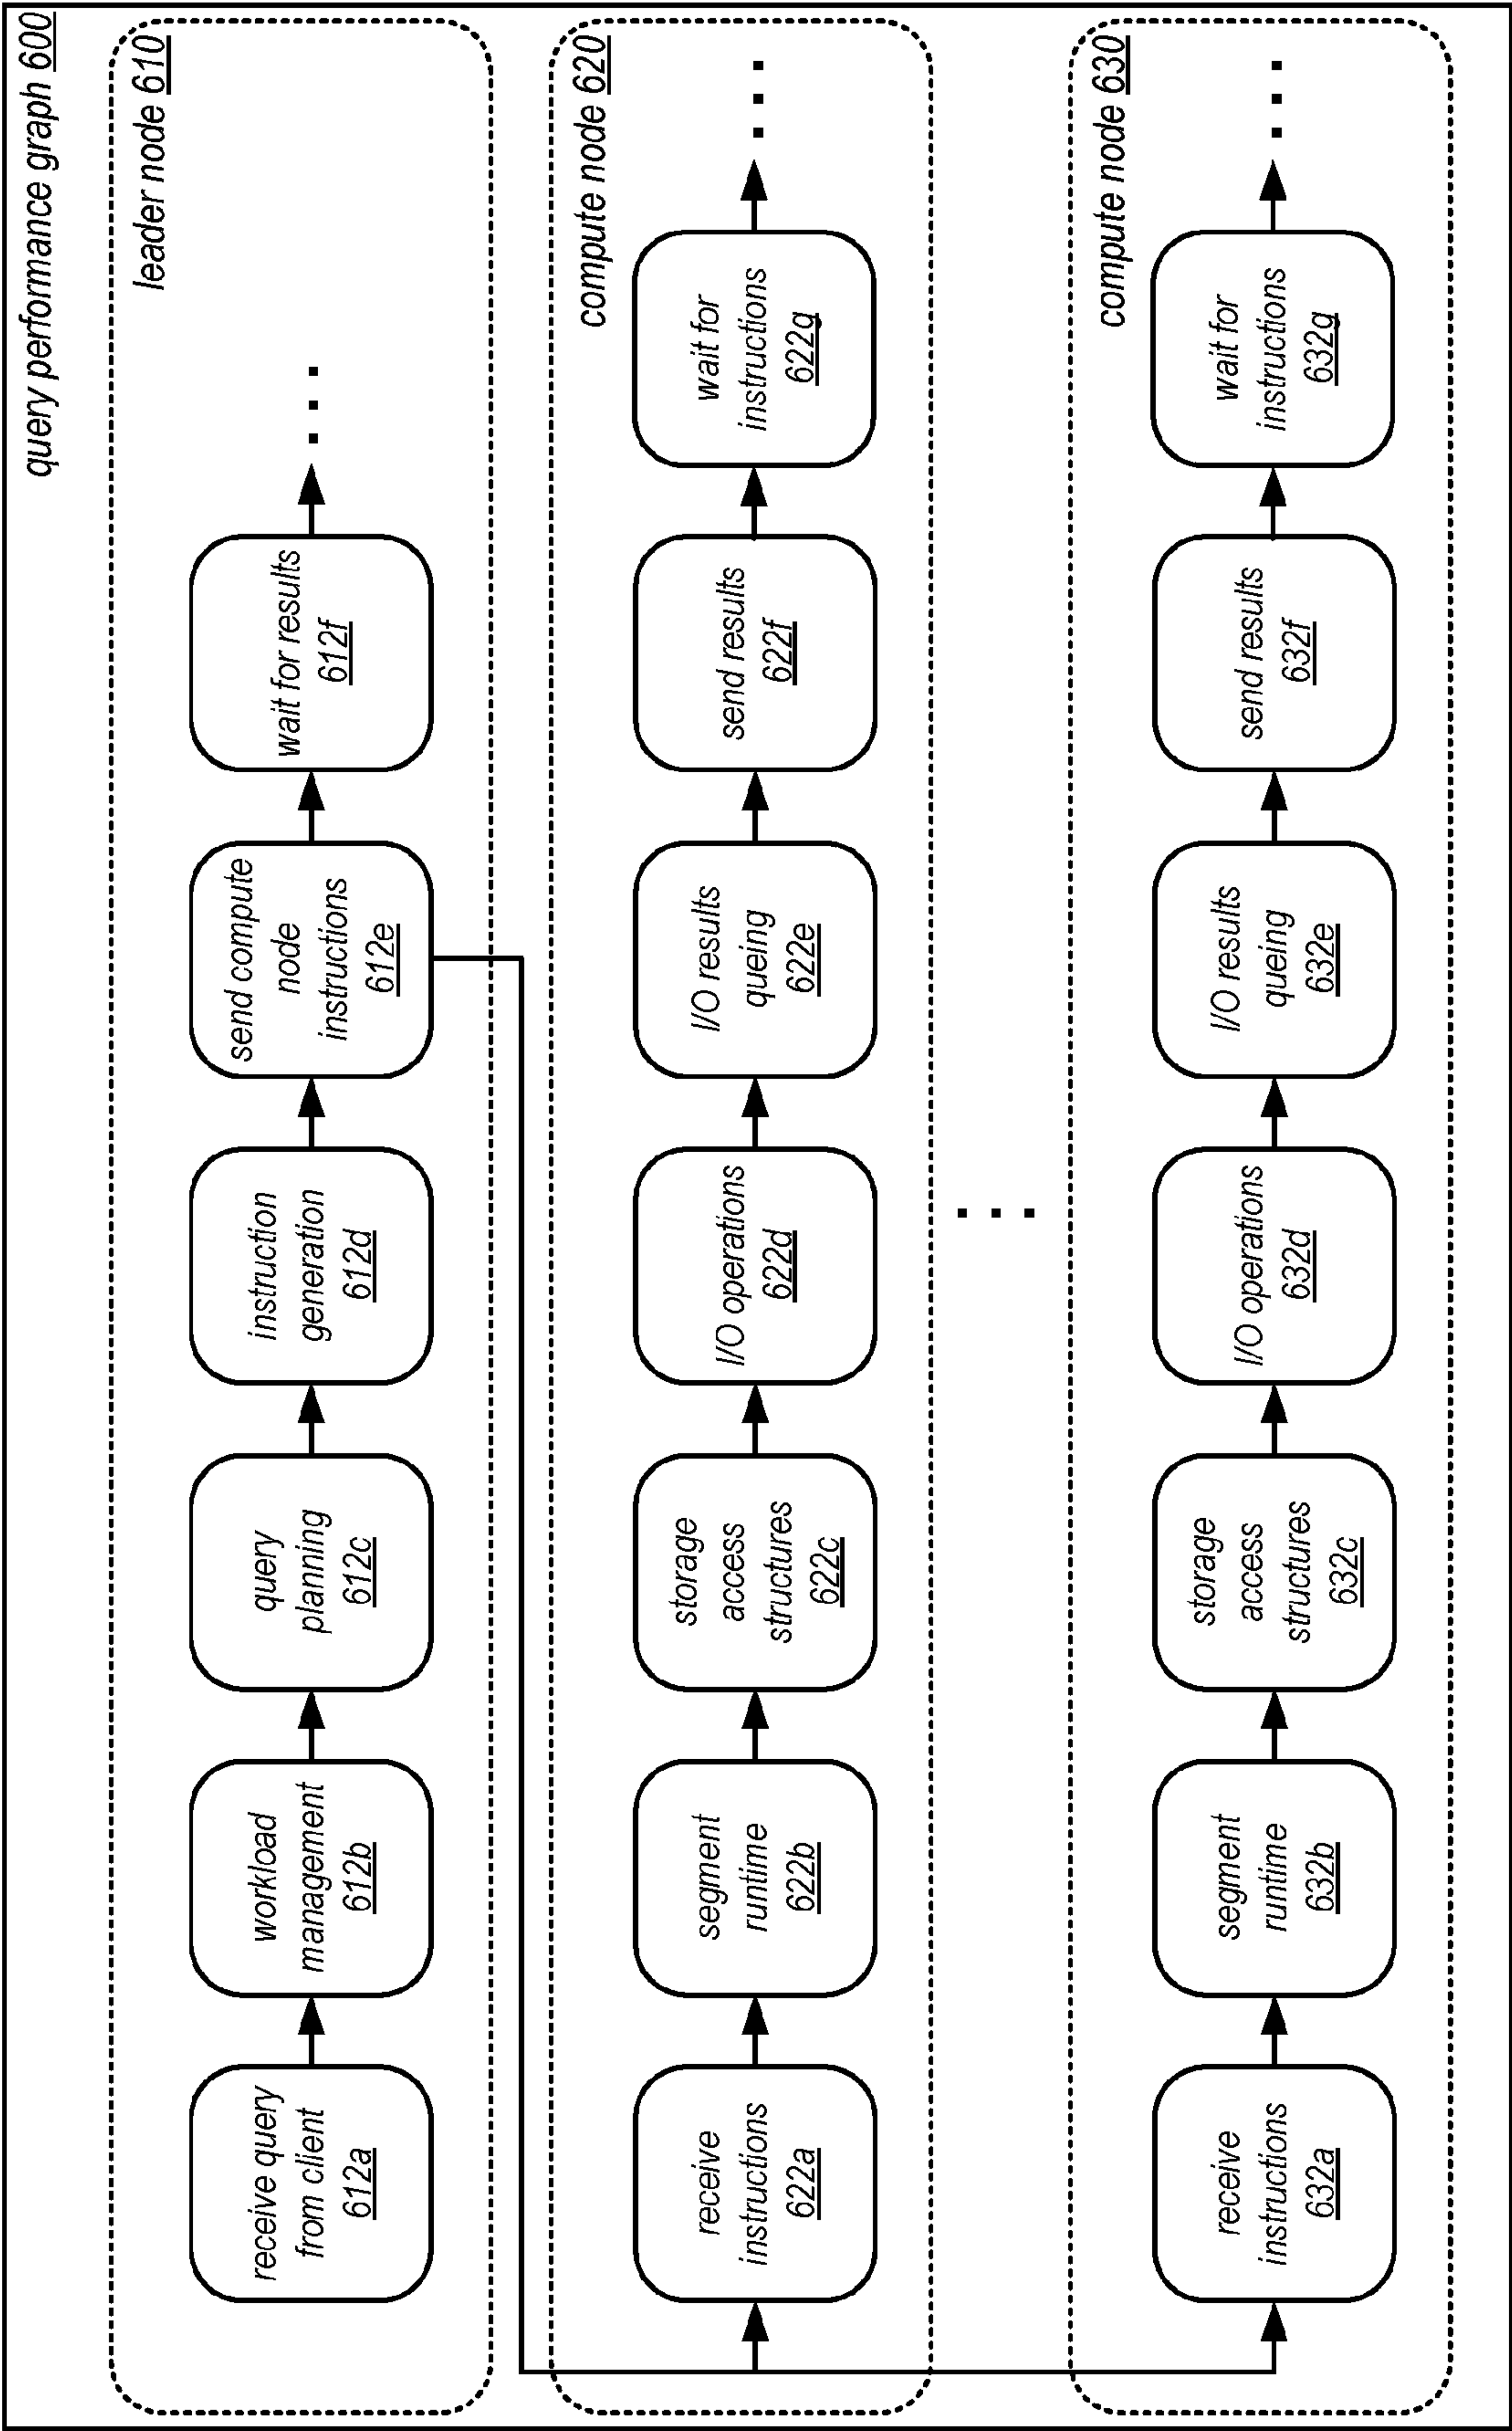 query performance graph 600
leader node 610
receive query
from client
612a
workload
management
612b
query
planning
612c
instruction
generation
612d
send compute
node
instructions
612e
wait for results
612f
. . .
compute node 620
receive
instructions
622a
segment
runtime
622b
storage
access
structures
622c
I/O operations
622d
I/O results
queing
622e
send results
622f
wait for
instructions
622g
. . .
. . .
compute node 630
receive
instructions
632a
segment
runtime
632b
storage
access
structures
632c
I/O operations
632d
I/O results
queing
632e
send results
632f
wait for
instructions
632g
. . .